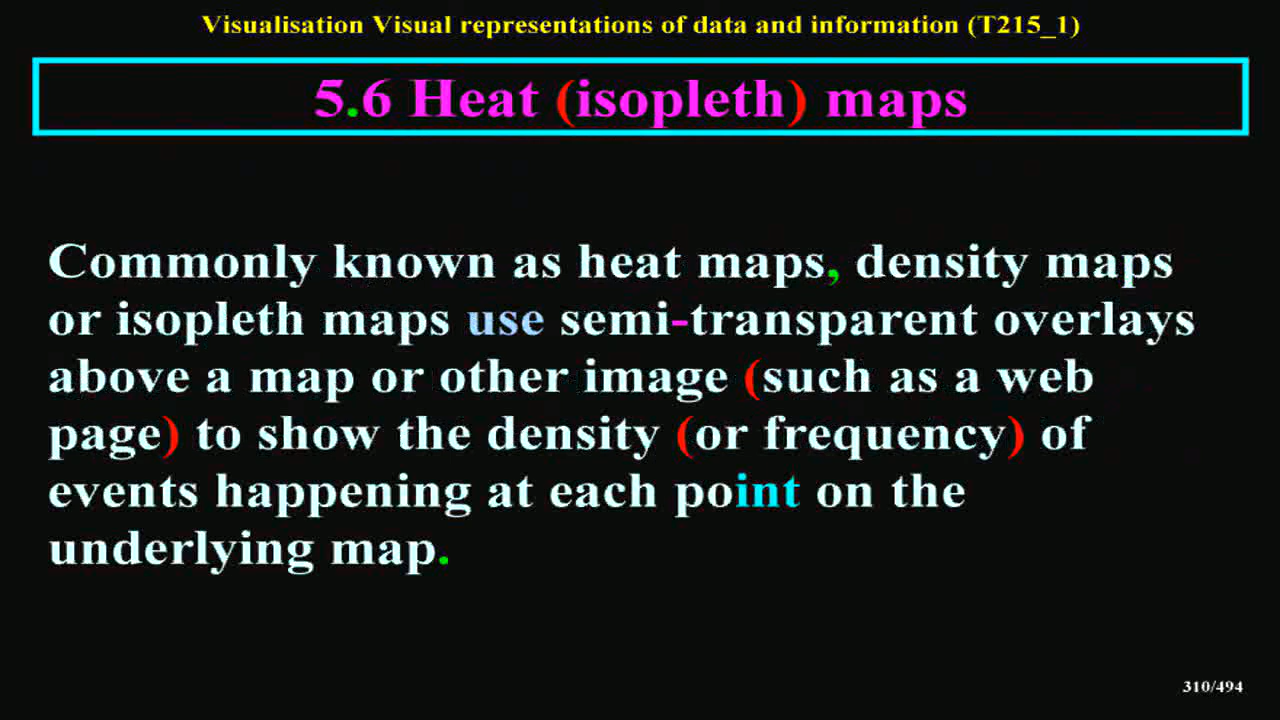 Visualisation Visual representations of data and information (T215_1)
5.6 Heat (isopleth) maps
Commonly known as heat maps, density maps
or isopleth maps use semi-transparent overlays
above a map or other image (such as a web
page) to show the density (or frequency) of
events happening at each point on the
underlying map.
310/494